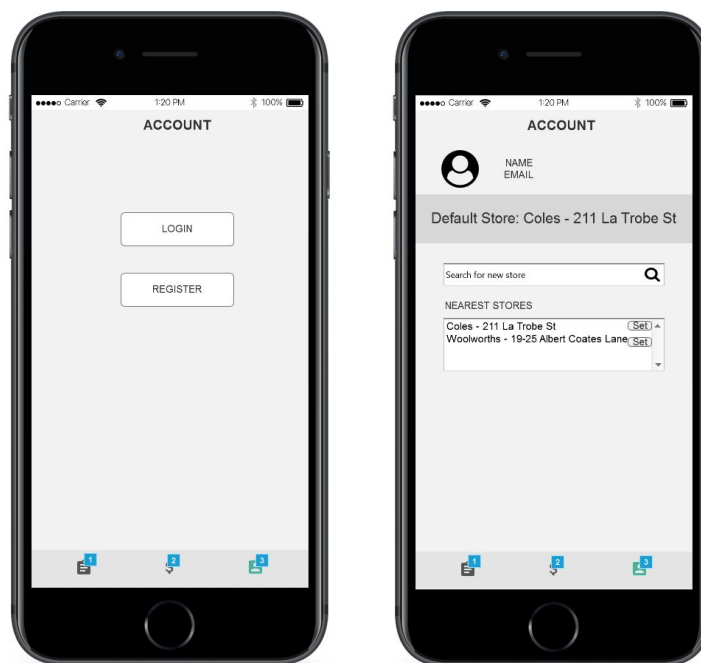 ●●●●○ Carrier 1:20 PM 100%
ACCOUNT
LOGIN
REGISTER
1 2 3
●●●●○ Carrier 1:20 PM 100%
ACCOUNT
NAME
EMAIL
Default Store: Coles - 211 La Trobe St
Search for new store
NEAREST STORES
Coles - 211 La Trobe St Set
Woolworths - 19-25 Albert Coates Lane Set
1 2 3